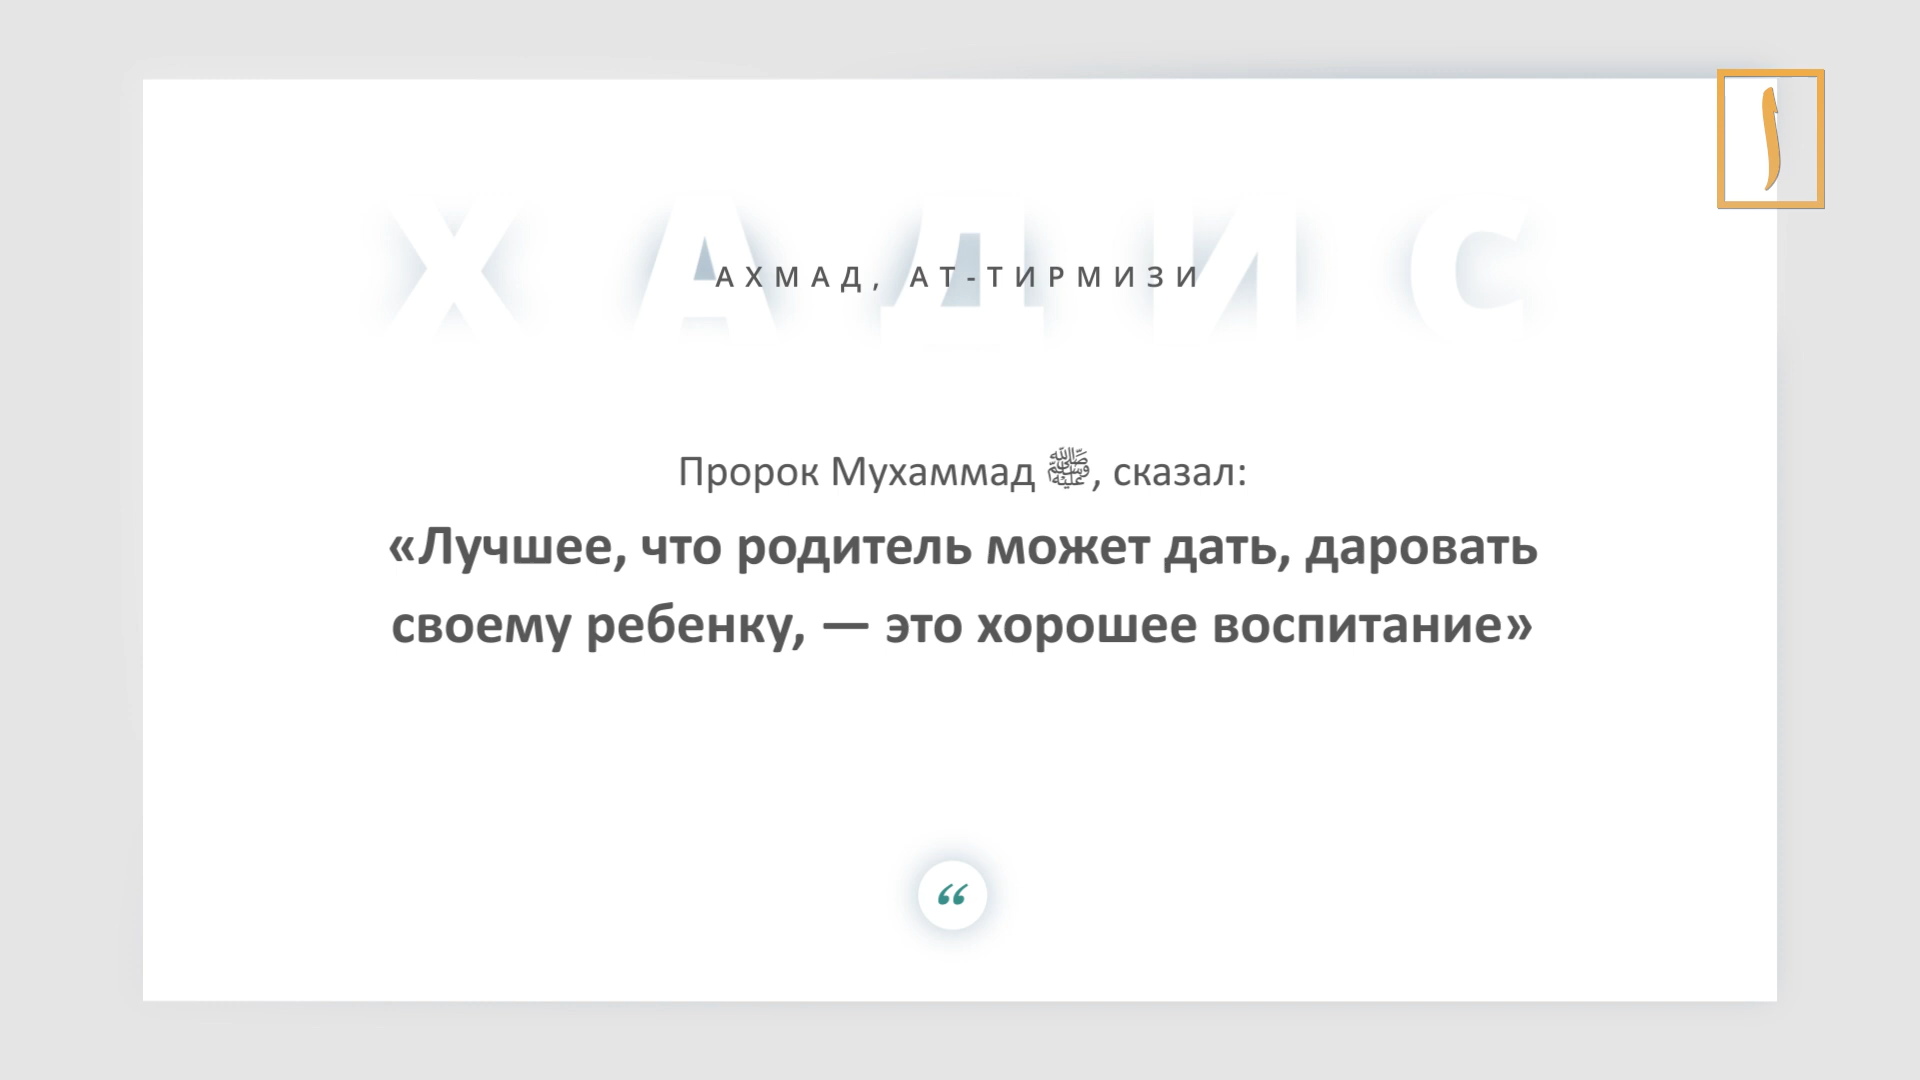 ХАДИС
АХМАД, АТ-ТИРМИЗИ
Пророк Мухаммад ﷺ, сказал:
«Лучшее, что родитель может дать, даровать
своему ребенку, — это хорошее воспитание»
“